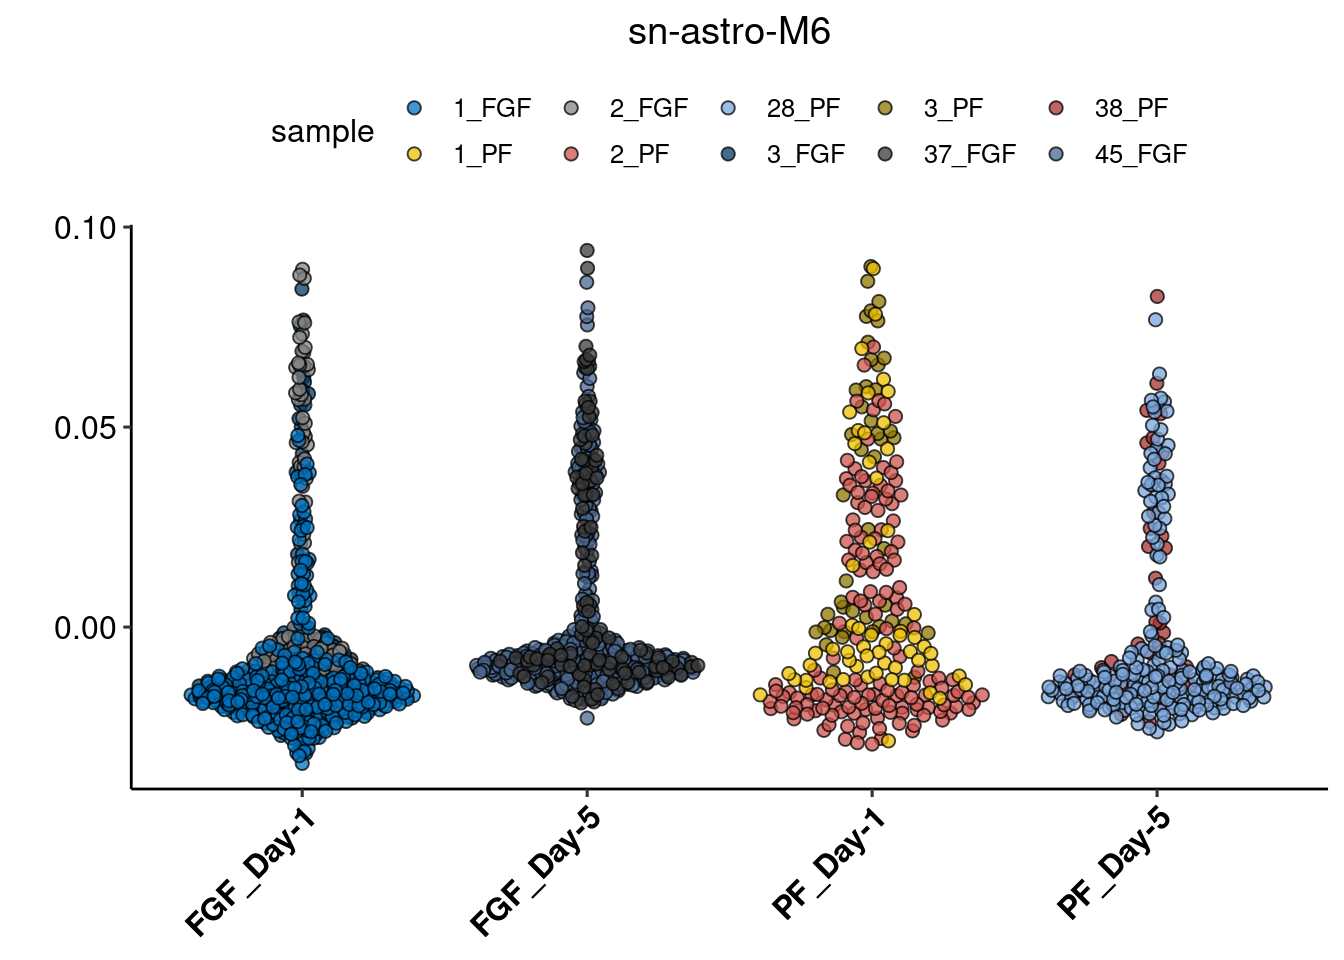 sn-astro-M6
sample
1_FGF 2_FGF 28_PF 3_PF 38_PF
1_PF 2_PF 3_FGF 37_FGF 45_FGF
0.10
0.05
0.00
FGF_Day-1 FGF_Day-5 PF_Day-1 PF_Day-5